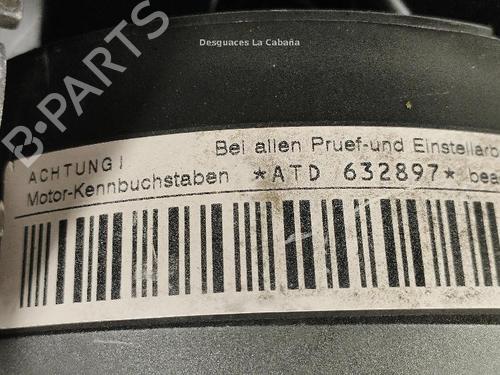 Desguaces La Cabaña
B-PARTS
ACHTUNG! Bei allen Pruef-und Einstellarb
Motor-Kennbuchstaben *ATD 632897* bea